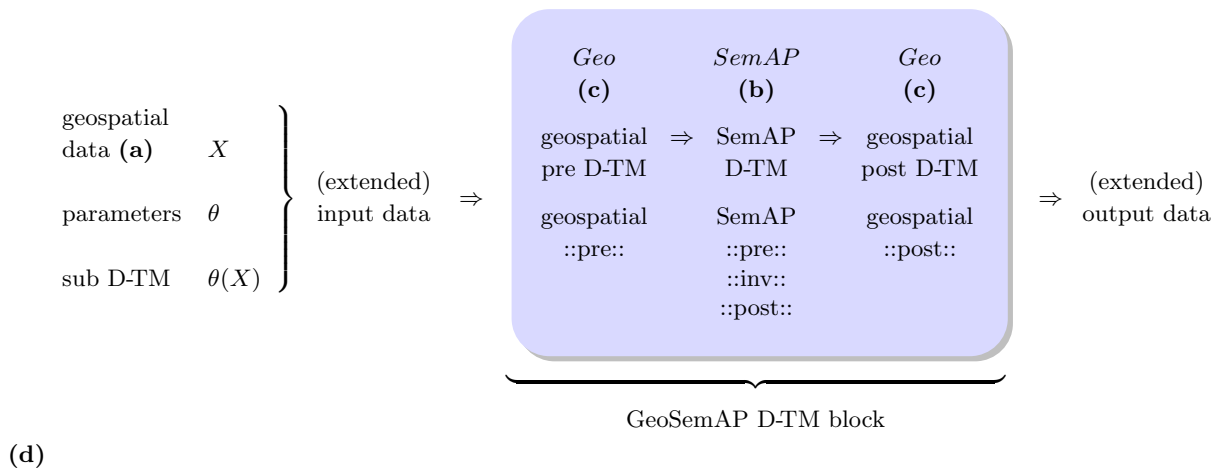 Geo SemAP Geo
(c) (b) (c)
geospatial
data (a) X
geospatial ⇒ SemAP ⇒ geospatial
pre D-TM D-TM post D-TM
(extended) ⇒ ⇒ (extended)
parameters θ input data output data
geospatial SemAP geospatial
::pre:: ::pre:: ::post::
sub D-TM θ(X) ::inv::
::post::
GeoSemAP D-TM block
(d)